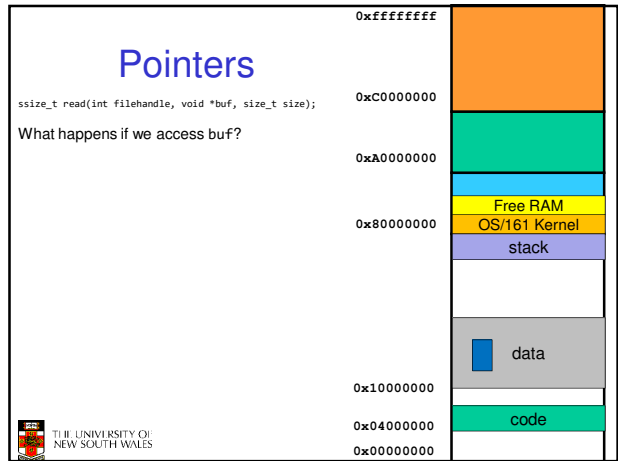 Pointers
ssize_t read(int filehandle, void *buf, size_t size);
What happens if we access buf?
0xffffffff
0xC0000000
0xA0000000
0x80000000
0x10000000
0x04000000
0x00000000
Free RAM
OS/161 Kernel
stack
data
code
THE UNIVERSITY OF
NEW SOUTH WALES